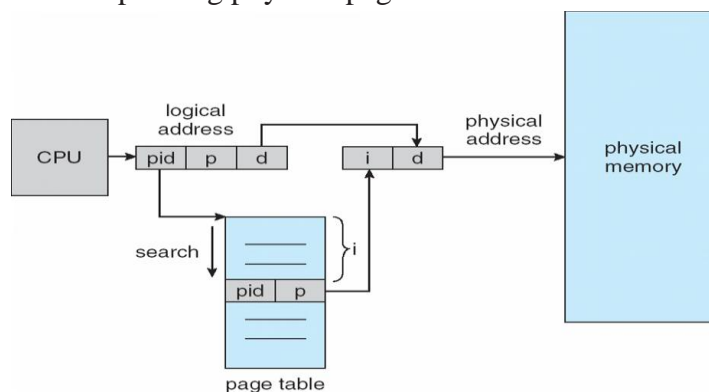 logical
address
physical
address
CPU
pid p d
i d
physical
memory
search
i
pid p
page table